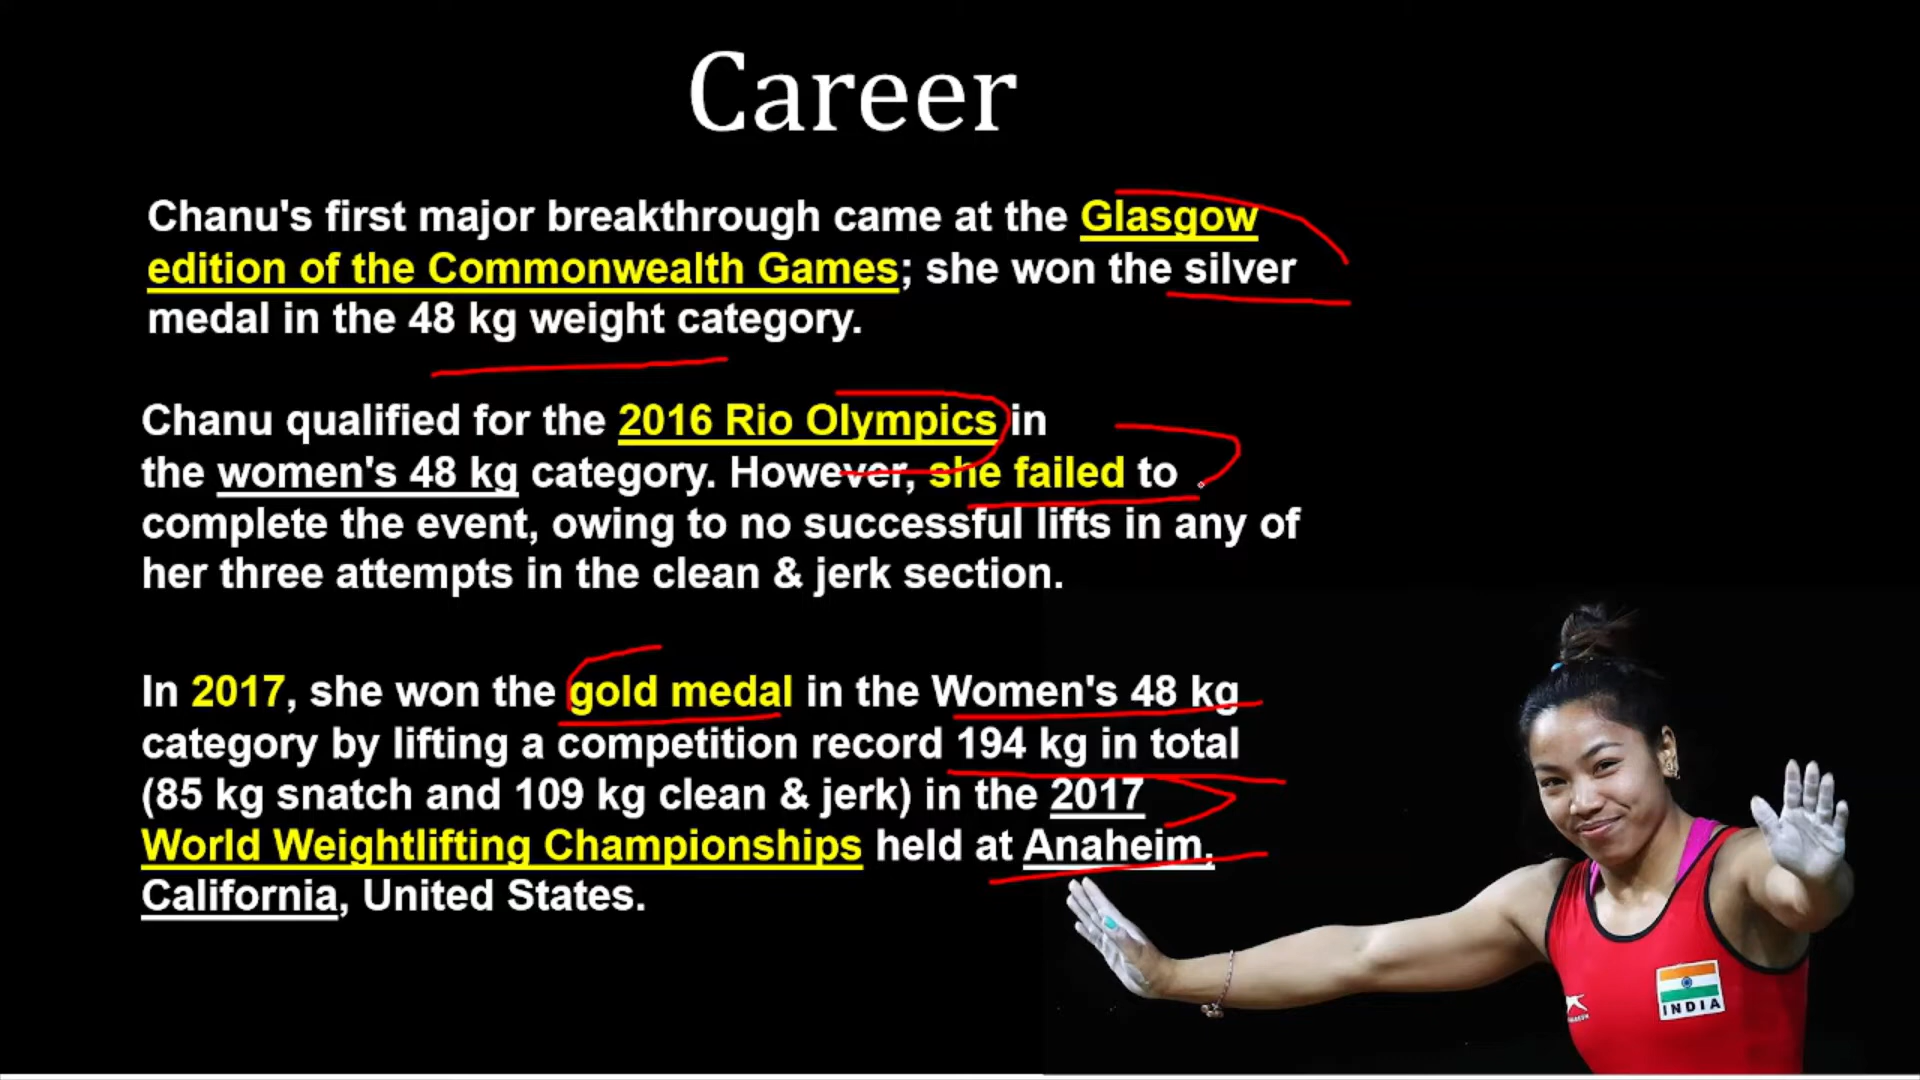 Career
Chanu's first major breakthrough came at the Glasgow
edition of the Commonwealth Games; she won the silver
medal in the 48 kg weight category.
Chanu qualified for the 2016 Rio Olympics in
the women's 48 kg category. However, she failed to
complete the event, owing to no successful lifts in any of
her three attempts in the clean & jerk section.
In 2017, she won the gold medal in the Women's 48 kg
category by lifting a competition record 194 kg in total
(85 kg snatch and 109 kg clean & jerk) in the 2017
World Weightlifting Championships held at Anaheim,
California, United States.
INDIA